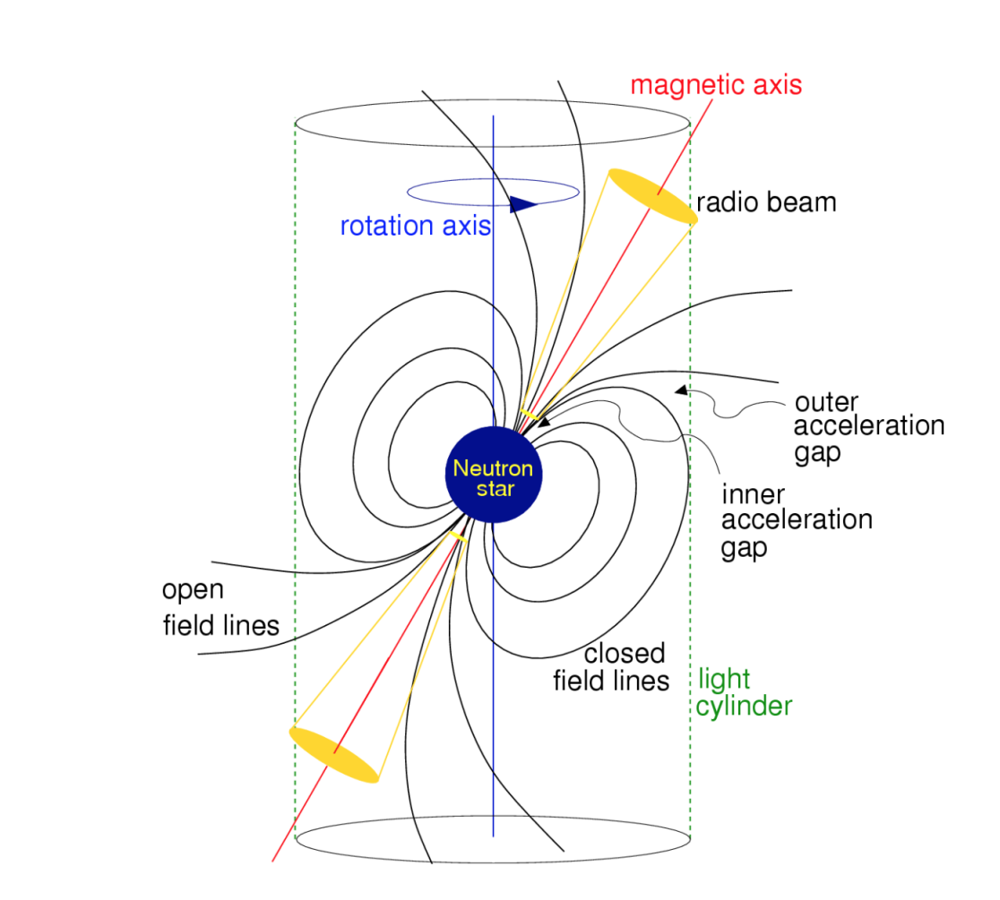 magnetic axis
radio beam
rotation axis
outer
acceleration
gap
Neutron
star
inner
acceleration
gap
open
field lines
closed
field lines
light
cylinder